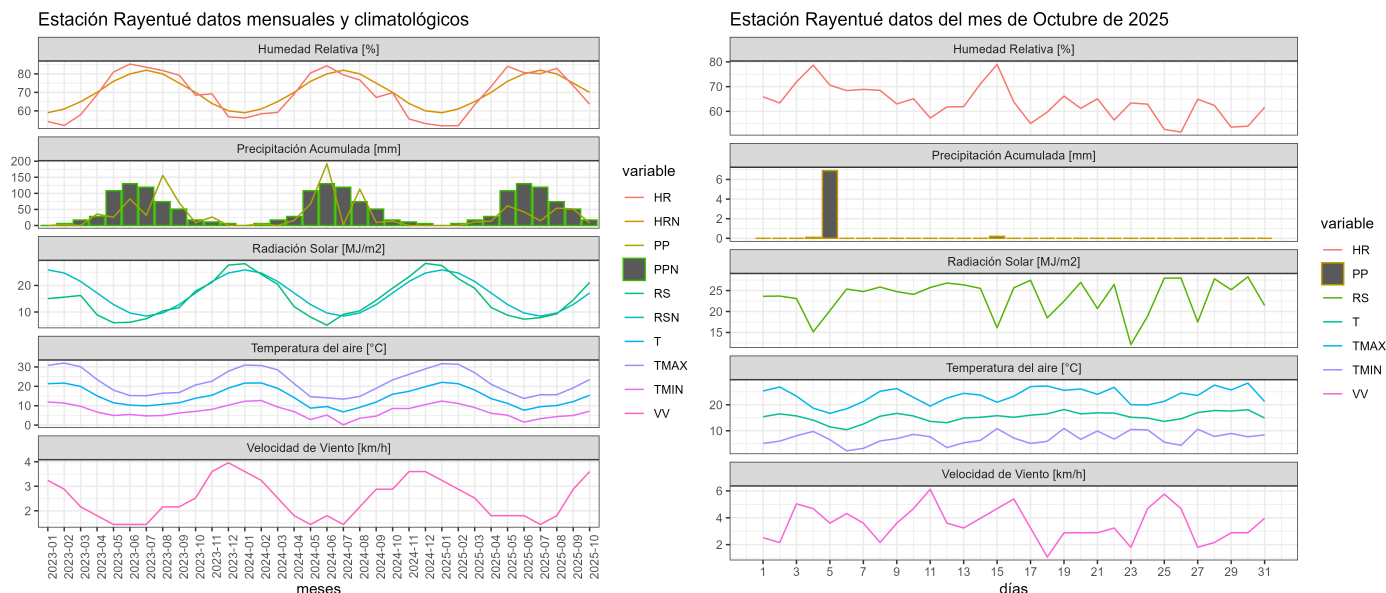 Estación Rayentué datos mensuales y climatológicos
Humedad Relativa [%]
80
70
60
Precipitación Acumulada [mm]
200
150
100
50
0
Radiación Solar [MJ/m2]
20
10
Temperatura del aire [°C]
30
20
10
0
Velocidad de Viento [km/h]
4
3
2
2023-01
2023-02
2023-03
2023-04
2023-05
2023-06
2023-07
2023-08
2023-09
2023-10
2023-11
2023-12
2024-01
2024-02
2024-03
2024-04
2024-05
2024-06
2024-07
2024-08
2024-09
2024-10
2024-11
2024-12
2025-01
2025-02
2025-03
2025-04
2025-05
2025-06
2025-07
2025-08
2025-09
2025-10
meses
variable
HR
HRN
PP
PPN
RS
RSN
T
TMAX
TMIN
VV
Estación Rayentué datos del mes de Octubre de 2025
Humedad Relativa [%]
80
70
60
Precipitación Acumulada [mm]
6
4
2
0
Radiación Solar [MJ/m2]
25
20
15
Temperatura del aire [°C]
20
10
Velocidad de Viento [km/h]
6
4
2
1 3 5 7 9 11 13 15 17 19 21 23 25 27 29 31
días
variable
HR
PP
RS
T
TMAX
TMIN
VV